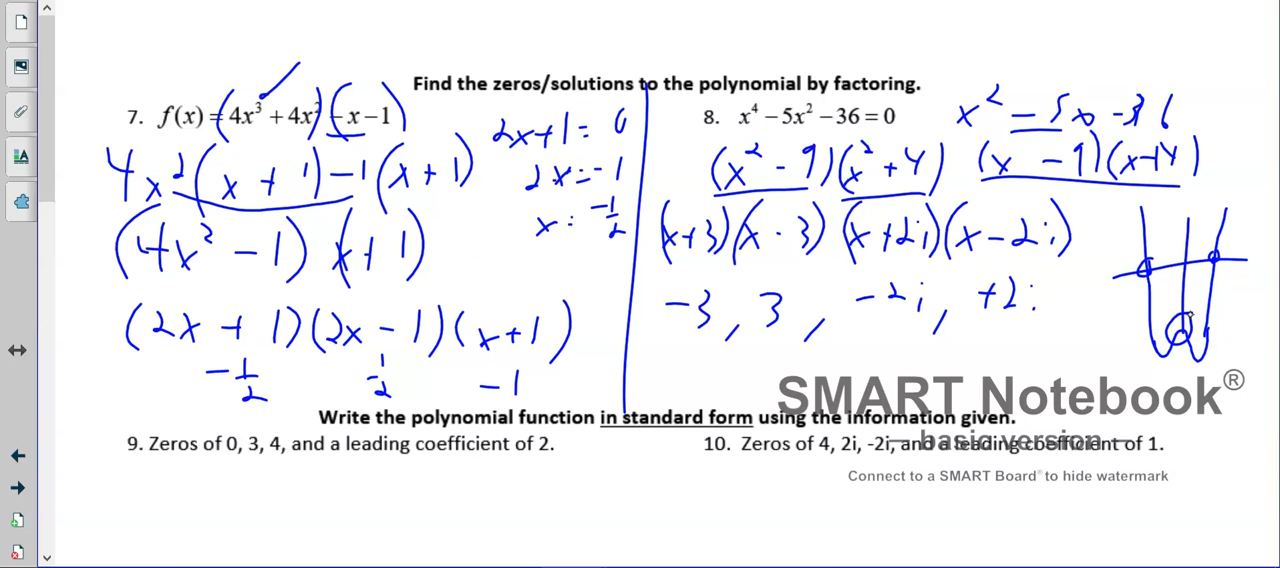 Find the zeros/solutions to the polynomial by factoring.
7. f(x) = (4x³ + 4x²)(−x − 1)
4x²(x + 1) − 1(x + 1)
(4x² − 1)(x + 1)
(2x + 1)(2x − 1)(x + 1)
−1/2 1/2 −1
2x + 1 = 0
2x = −1
x = −1/2
8. x⁴ − 5x² − 36 = 0
(x² − 9)(x² + 4)
(x + 3)(x − 3)(x + 2i)(x − 2i)
−3, 3, −2i, +2i
x² − 5x − 36
(x − 9)(x + 4)
Write the polynomial function in standard form using the information given.
9. Zeros of 0, 3, 4, and a leading coefficient of 2.
10. Zeros of 4, 2i, -2i, and a leading coefficient of 1.
SMART Notebook®
— basic version —
Connect to a SMART Board® to hide watermark